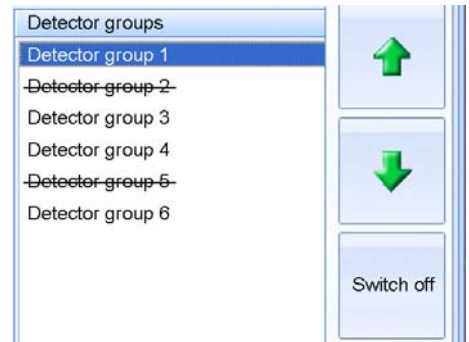 Detector groups
Detector group 1
Detector group 2
Detector group 3
Detector group 4
Detector group 5
Detector group 6
Switch off